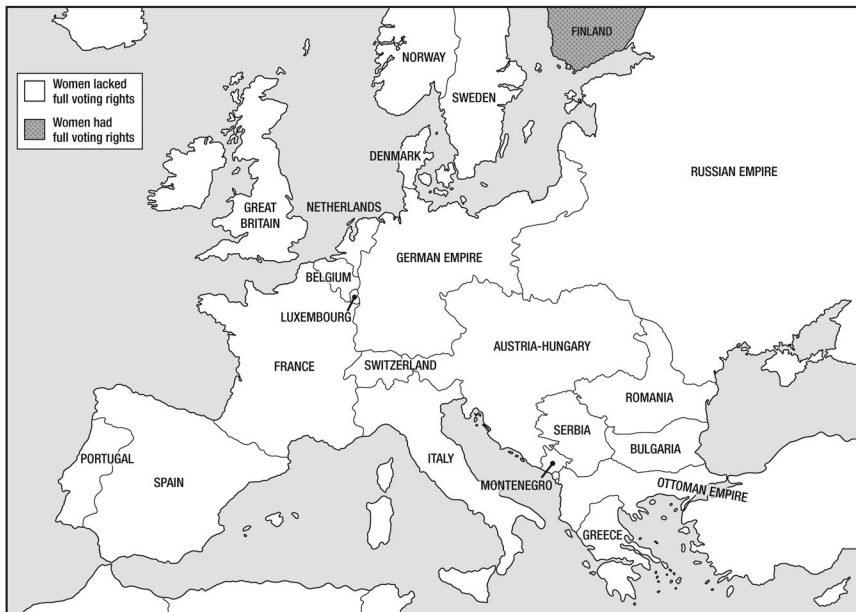 FINLAND
NORWAY
Women lacked
full voting rights
Women had
full voting rights
SWEDEN
DENMARK
RUSSIAN EMPIRE
GREAT
BRITAIN
NETHERLANDS
GERMAN EMPIRE
BELGIUM
LUXEMBOURG
AUSTRIA-HUNGARY
FRANCE
SWITZERLAND
ROMANIA
SERBIA
BULGARIA
PORTUGAL
ITALY
SPAIN
MONTENEGRO
OTTOMAN EMPIRE
GREECE